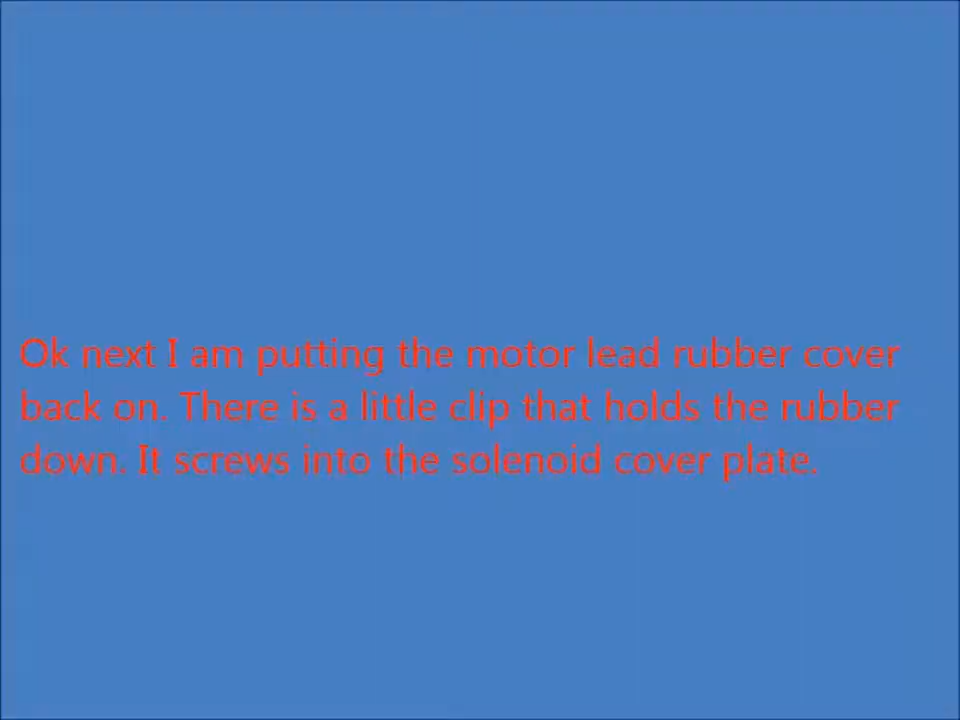 Ok next I am putting the motor lead rubber cover
back on. There is a little clip that holds the rubber
down. It screws into the solenoid cover plate.